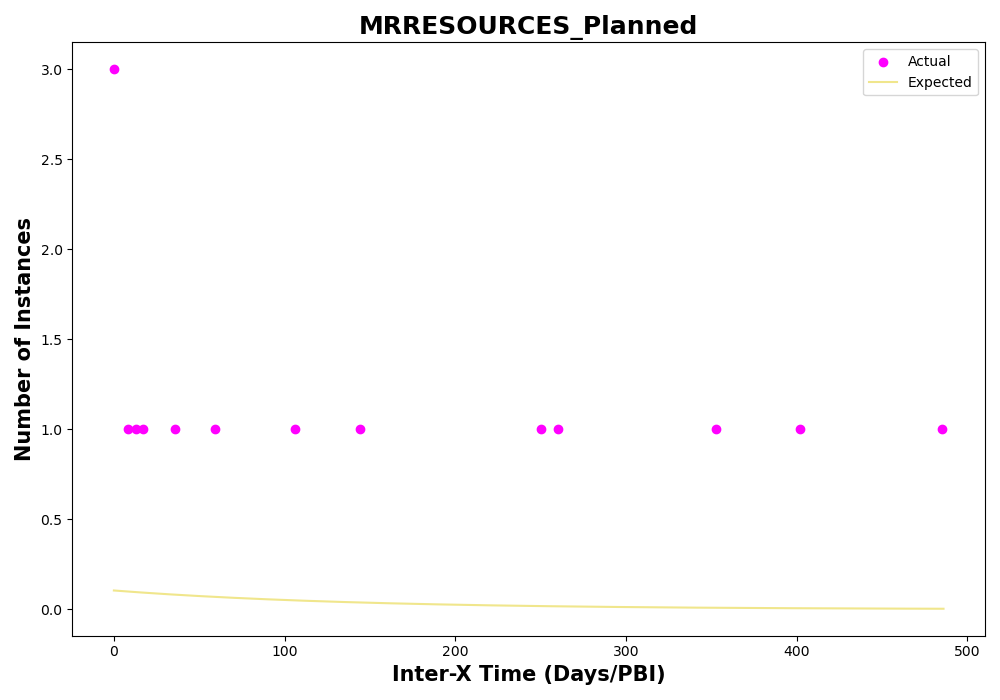 MRRESOURCES_Planned
Actual
Expected
Number of Instances
3.0
2.5
2.0
1.5
1.0
0.5
0.0
0
100
200
300
400
500
Inter-X Time (Days/PBI)